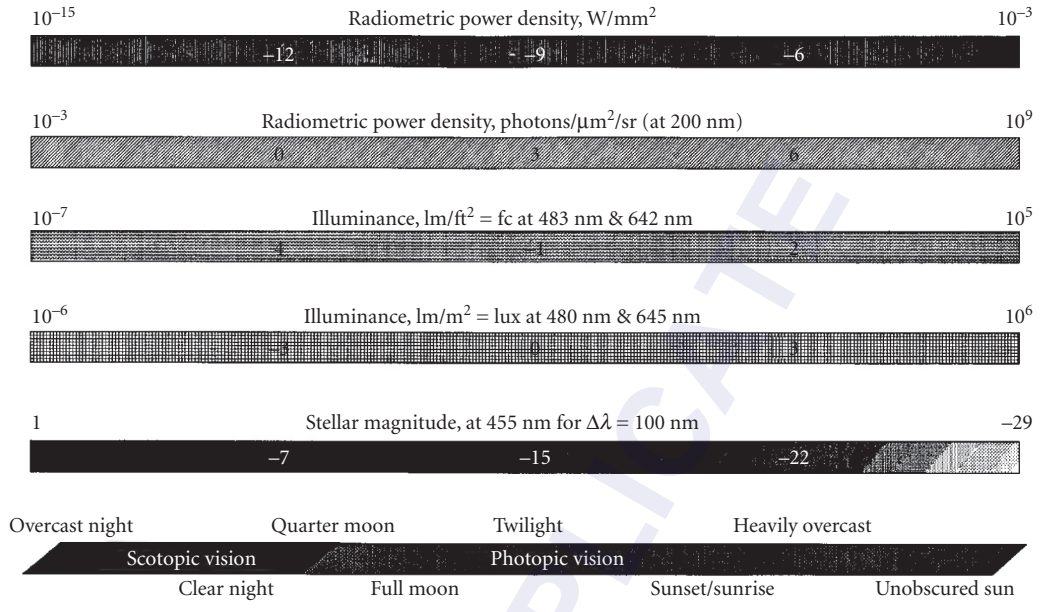 10⁻¹⁵ Radiometric power density, W/mm² 10⁻³
−12 −9 −6
10⁻³ Radiometric power density, photons/μm²/sr (at 200 nm) 10⁹
0 3 6
10⁻⁷ Illuminance, lm/ft² = fc at 483 nm & 642 nm 10⁵
−4 −1 2
10⁻⁶ Illuminance, lm/m² = lux at 480 nm & 645 nm 10⁶
−3 0 3
1 Stellar magnitude, at 455 nm for Δλ = 100 nm −29
−7 −15 −22
Overcast night Quarter moon Twilight Heavily overcast
Scotopic vision Photopic vision
Clear night Full moon Sunset/sunrise Unobscured sun
PLICATE